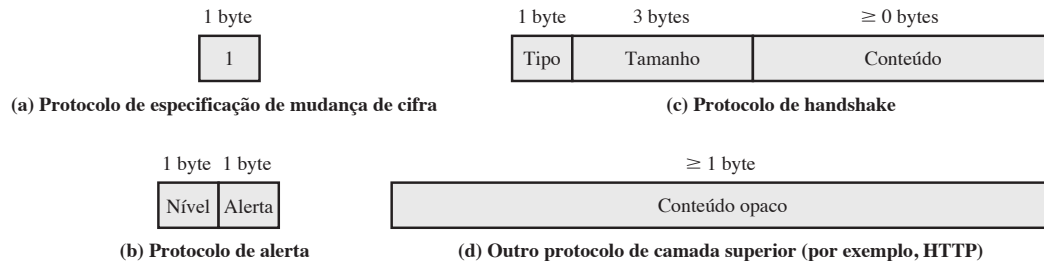 1 byte
1
(a) Protocolo de especificação de mudança de cifra
1 byte 3 bytes ≥ 0 bytes
Tipo Tamanho Conteúdo
(c) Protocolo de handshake
1 byte 1 byte
Nível Alerta
(b) Protocolo de alerta
≥ 1 byte
Conteúdo opaco
(d) Outro protocolo de camada superior (por exemplo, HTTP)